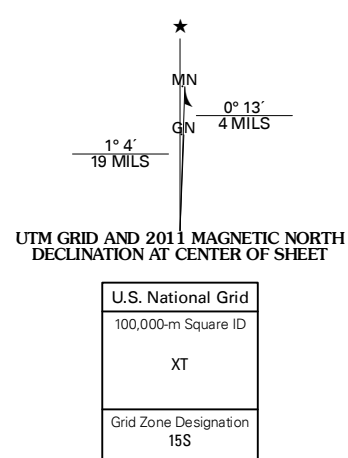 ★
MN
0° 13´
4 MILS
GN
1° 4´
19 MILS
UTM GRID AND 2011 MAGNETIC NORTH
DECLINATION AT CENTER OF SHEET
U.S. National Grid
100,000-m Square ID
XT
Grid Zone Designation
15S